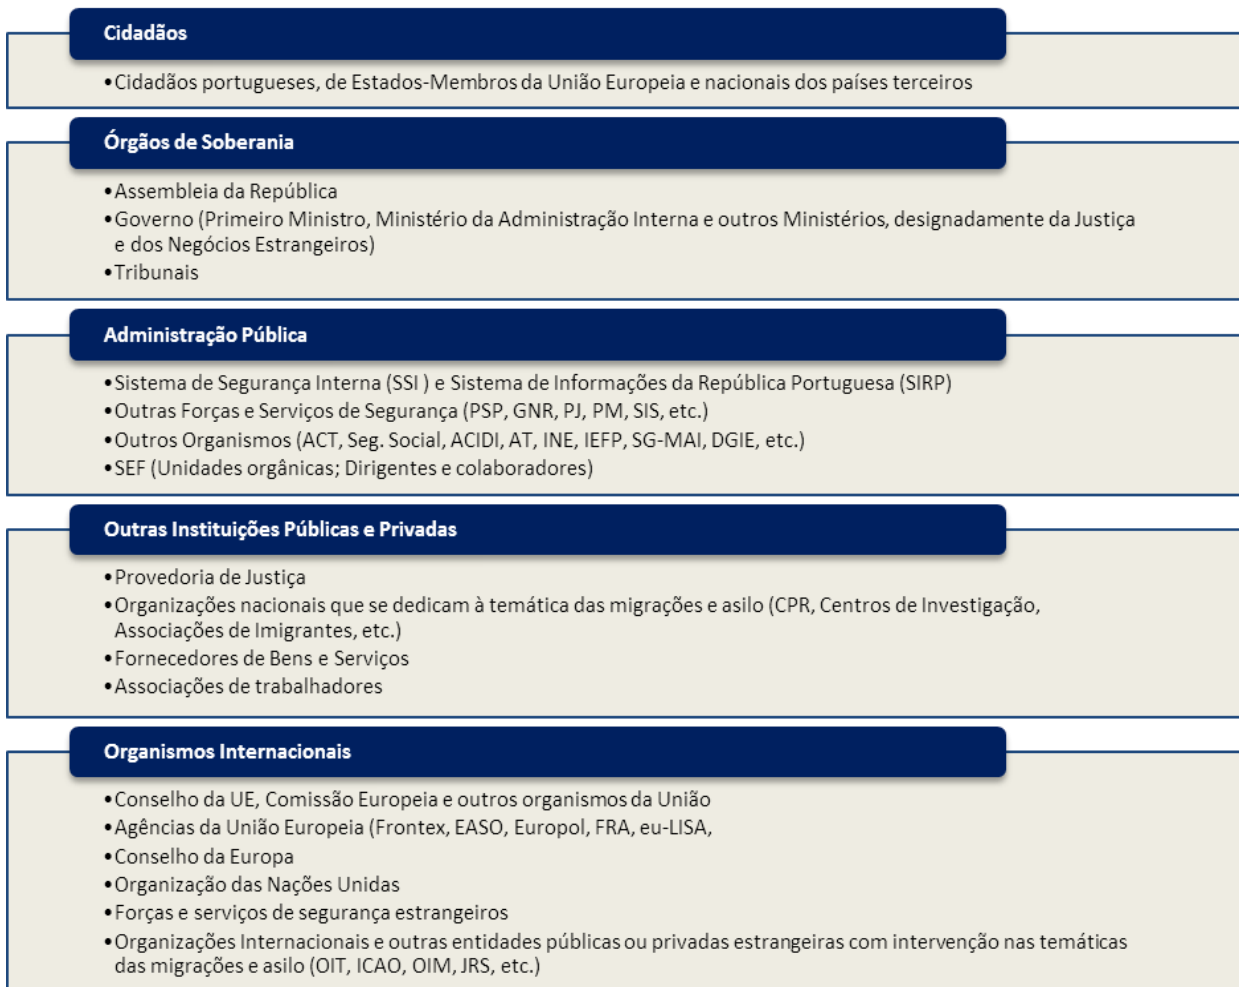 Cidadãos
•Cidadãos portugueses, de Estados-Membros da União Europeia e nacionais dos países terceiros
Órgãos de Soberania
•Assembleia da República
•Governo (Primeiro Ministro, Ministério da Administração Interna e outros Ministérios, designadamente da Justiça
e dos Negócios Estrangeiros)
•Tribunais
Administração Pública
•Sistema de Segurança Interna (SSI ) e Sistema de Informações da República Portuguesa (SIRP)
•Outras Forças e Serviços de Segurança (PSP, GNR, PJ, PM, SIS, etc.)
•Outros Organismos (ACT, Seg. Social, ACIDI, AT, INE, IEFP, SG-MAI, DGIE, etc.)
•SEF (Unidades orgânicas; Dirigentes e colaboradores)
Outras Instituições Públicas e Privadas
•Provedoria de Justiça
•Organizações nacionais que se dedicam à temática das migrações e asilo (CPR, Centros de Investigação,
Associações de Imigrantes, etc.)
•Fornecedores de Bens e Serviços
•Associações de trabalhadores
Organismos Internacionais
•Conselho da UE, Comissão Europeia e outros organismos da União
•Agências da União Europeia (Frontex, EASO, Europol, FRA, eu-LISA,
•Conselho da Europa
•Organização das Nações Unidas
•Forças e serviços de segurança estrangeiros
•Organizações Internacionais e outras entidades públicas ou privadas estrangeiras com intervenção nas temáticas
das migrações e asilo (OIT, ICAO, OIM, JRS, etc.)